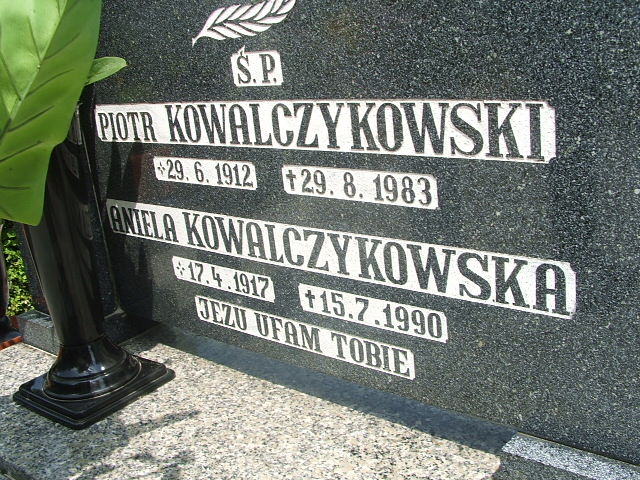 Ś.P.
PIOTR KOWALCZYKOWSKI
29.6.1912 †29.8.1983
ANIELA KOWALCZYKOWSKA
17.4.1917 †15.7.1990
JEZU UFAM TOBIE